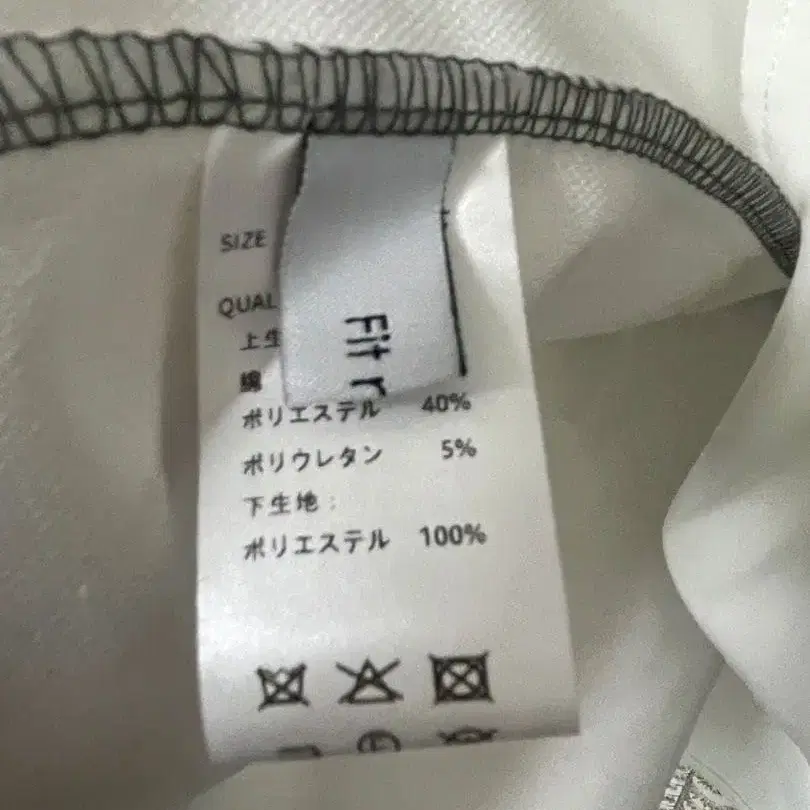 SIZE
QUAL
上生
綿
ポリエステル 40%
ポリウレタン 5%
下生地:
ポリエステル 100%
Fit r